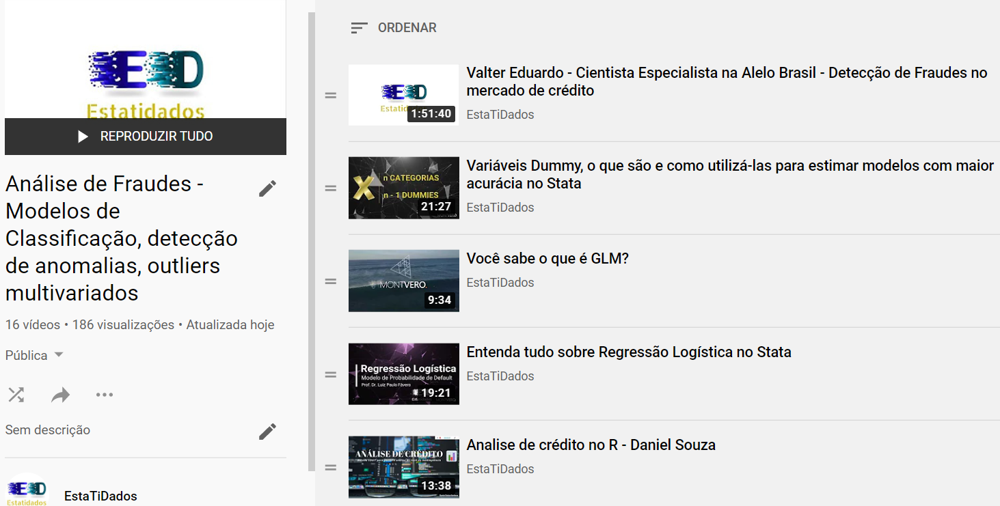 ED
Estatidados
REPRODUZIR TUDO
Análise de Fraudes -
Modelos de
Classificação, detecção
de anomalias, outliers
multivariados
16 vídeos • 186 visualizações • Atualizada hoje
Pública
Sem descrição
ED
Estatidados
EstaTiDados
ORDENAR
ED
1:51:40
Valter Eduardo - Cientista Especialista na Alelo Brasil - Detecção de Fraudes no
mercado de crédito
EstaTiDados
X
n CATEGORIAS
n - 1 DUMMIES
21:27
Variáveis Dummy, o que são e como utilizá-las para estimar modelos com maior
acurácia no Stata
EstaTiDados
MONTVERO.
9:34
Você sabe o que é GLM?
EstaTiDados
Regressão Logística
Modelo de Probabilidade de Default
Prof. Dr. Luiz Paulo Fávero
19:21
Entenda tudo sobre Regressão Logística no Stata
EstaTiDados
ANÁLISE DE CRÉDITO
13:38
Analise de crédito no R - Daniel Souza
EstaTiDados